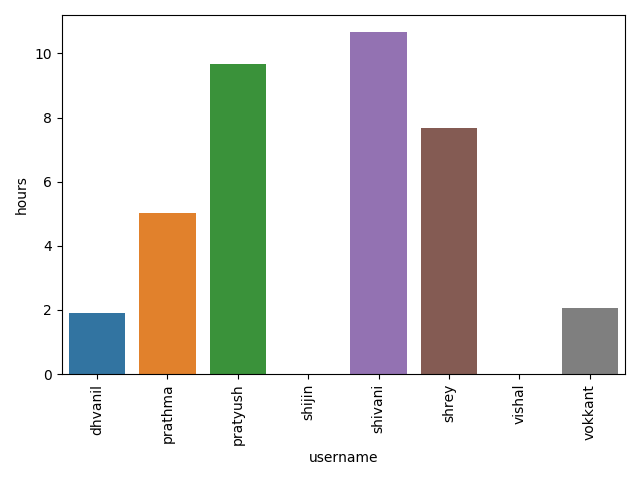 hours
10
8
6
4
2
0
dhvanil
prathma
pratyush
shijin
shivani
shrey
vishal
vokkant
username